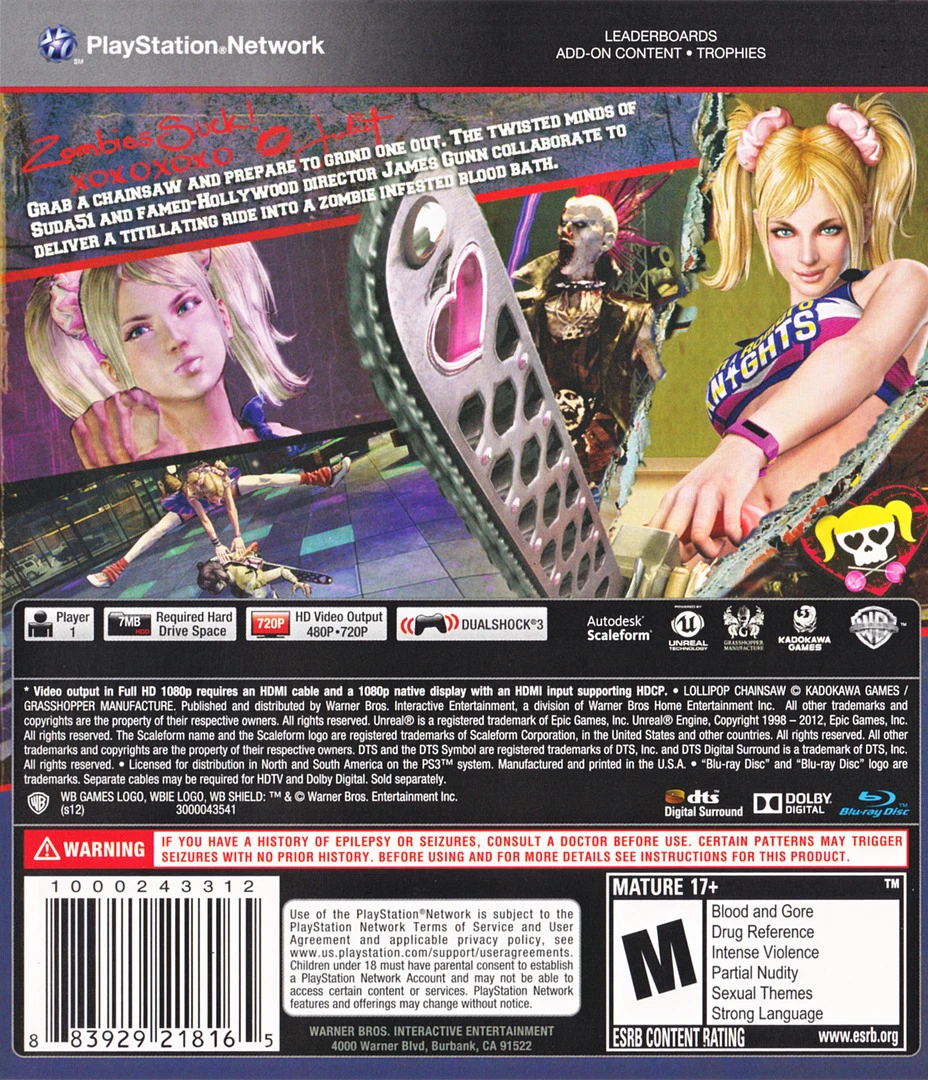 PlayStation®Network
SM
LEADERBOARDS
ADD-ON CONTENT • TROPHIES
Zombies Suck!
XOXOXOXO Juliet
GRAB A CHAINSAW AND PREPARE TO GRIND ONE OUT. THE TWISTED MINDS OF
SUDA51 AND FAMED-HOLLYWOOD DIRECTOR JAMES GUNN COLLABORATE TO
DELIVER A TITILLATING RIDE INTO A ZOMBIE INFESTED BLOOD BATH.
KNIGHTS
Player
1
7MB
HDD
Required Hard
Drive Space
720P
HD Video Output
480P•720P
DUALSHOCK®3
Autodesk®
Scaleform®
POWERED BY
UNREAL
TECHNOLOGY
GRASSHOPPER
MANUFACTURE
KADOKAWA
GAMES
WB
TM
* Video output in Full HD 1080p requires an HDMI cable and a 1080p native display with an HDMI input supporting HDCP. • LOLLIPOP CHAINSAW © KADOKAWA GAMES /
GRASSHOPPER MANUFACTURE. Published and distributed by Warner Bros. Interactive Entertainment, a division of Warner Bros Home Entertainment Inc. All other trademarks and
copyrights are the property of their respective owners. All rights reserved. Unreal® is a registered trademark of Epic Games, Inc. Unreal® Engine, Copyright 1998 – 2012, Epic Games, Inc.
All rights reserved. The Scaleform name and the Scaleform logo are registered trademarks of Scaleform Corporation, in the United States and other countries. All rights reserved. All other
trademarks and copyrights are the property of their respective owners. DTS and the DTS Symbol are registered trademarks of DTS, Inc. and DTS Digital Surround is a trademark of DTS, Inc.
All rights reserved. • Licensed for distribution in North and South America on the PS3™ system. Manufactured and printed in the U.S.A. • “Blu-ray Disc” and “Blu-ray Disc” logo are
trademarks. Separate cables may be required for HDTV and Dolby Digital. Sold separately.
WB GAMES LOGO, WBIE LOGO, WB SHIELD: ™ & © Warner Bros. Entertainment Inc.
(s12) 3000043541
dts
Digital Surround
DOLBY
DIGITAL
Blu-ray Disc
TM
WARNING
IF YOU HAVE A HISTORY OF EPILEPSY OR SEIZURES, CONSULT A DOCTOR BEFORE USE. CERTAIN PATTERNS MAY TRIGGER
SEIZURES WITH NO PRIOR HISTORY. BEFORE USING AND FOR MORE DETAILS SEE INSTRUCTIONS FOR THIS PRODUCT.
1000243312
8 83929 21816 5
Use of the PlayStation®Network is subject to the
PlayStation Network Terms of Service and User
Agreement and applicable privacy policy, see
www.us.playstation.com/support/useragreements.
Children under 18 must have parental consent to establish
a PlayStation Network Account and may not be able to
access certain content or services. PlayStation Network
features and offerings may change without notice.
WARNER BROS. INTERACTIVE ENTERTAINMENT
4000 Warner Blvd, Burbank, CA 91522
MATURE 17+
TM
M
Blood and Gore
Drug Reference
Intense Violence
Partial Nudity
Sexual Themes
Strong Language
ESRB CONTENT RATING
www.esrb.org